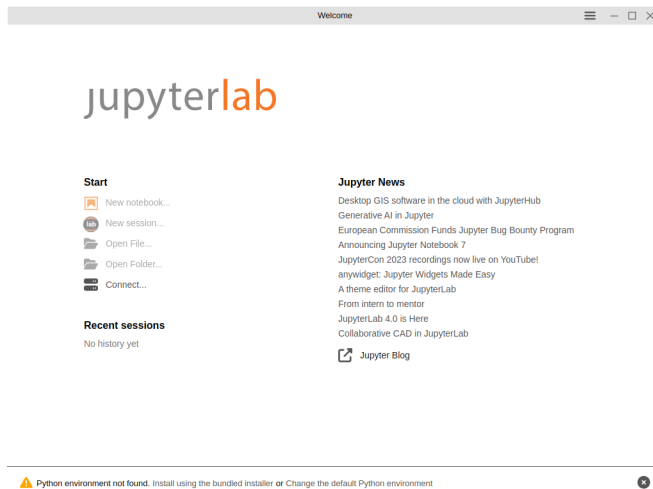 Welcome
jupyterlab
Start
New notebook...
lab
New session...
Open File...
Open Folder...
Connect...
Recent sessions
No history yet
Jupyter News
Desktop GIS software in the cloud with JupyterHub
Generative AI in Jupyter
European Commission Funds Jupyter Bug Bounty Program
Announcing Jupyter Notebook 7
JupyterCon 2023 recordings now live on YouTube!
anywidget: Jupyter Widgets Made Easy
A theme editor for JupyterLab
From intern to mentor
JupyterLab 4.0 is Here
Collaborative CAD in JupyterLab
Jupyter Blog
Python environment not found. Install using the bundled installer or Change the default Python environment